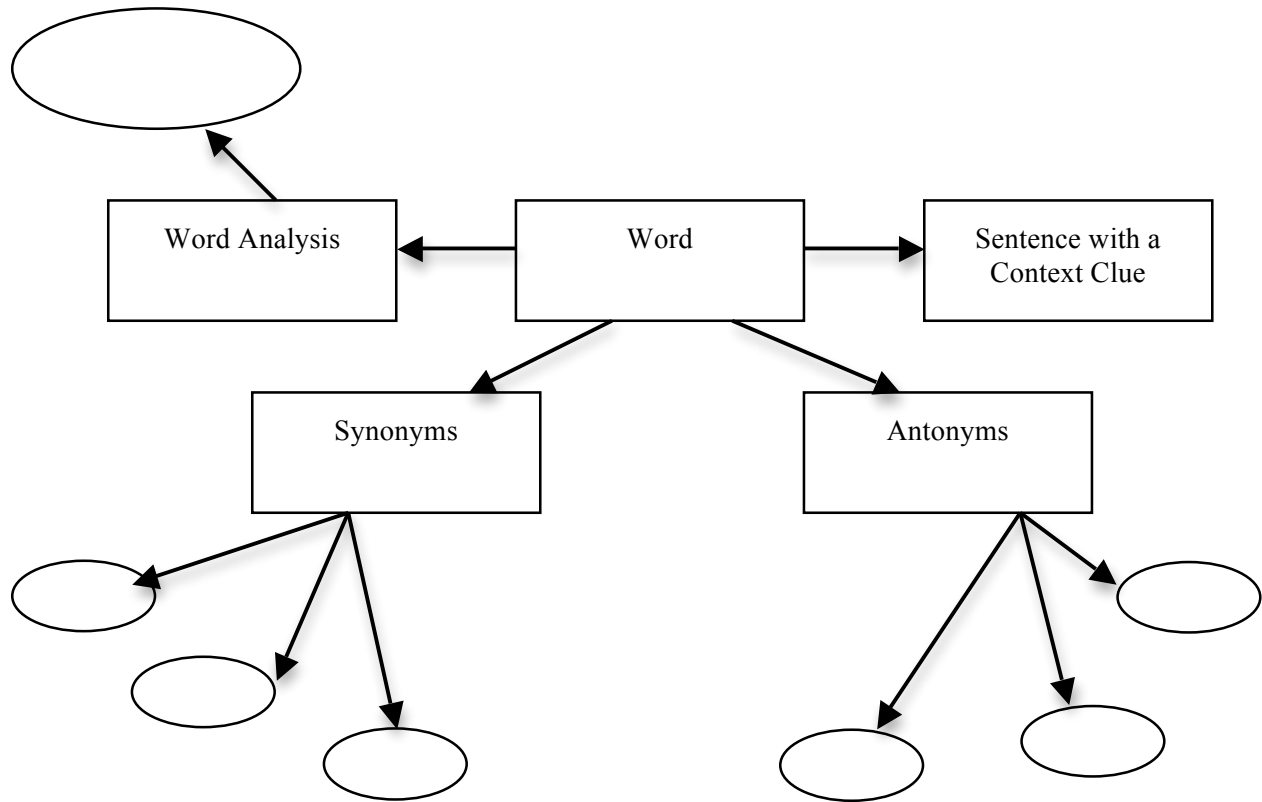 Word Analysis
Word
Sentence with a
Context Clue
Synonyms
Antonyms